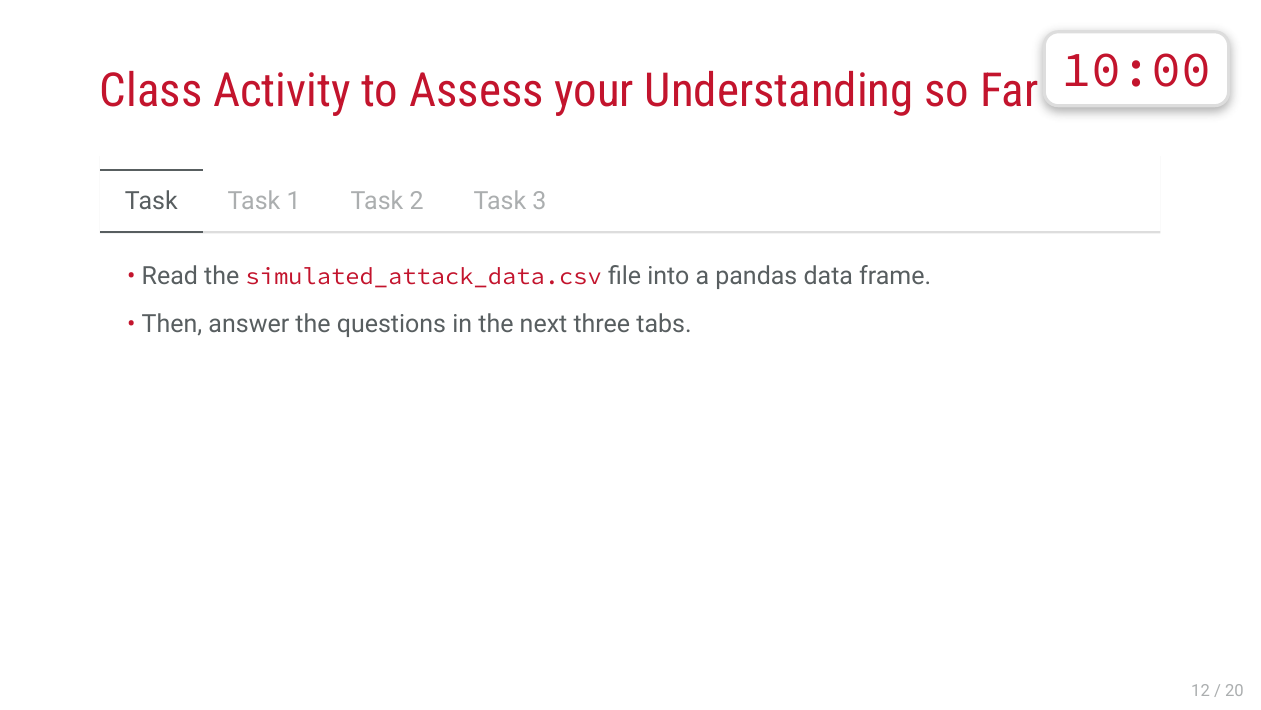 Class Activity to Assess your Understanding so Far
10:00
Task Task 1 Task 2 Task 3
• Read the simulated_attack_data.csv file into a pandas data frame.
• Then, answer the questions in the next three tabs.
12 / 20